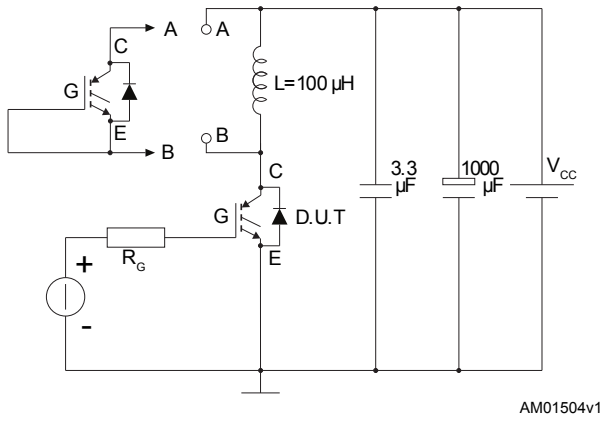 A
A
C
G
L=100 µH
E
B
B
C
3.3
µF
1000
µF
V CC
G
D.U.T
E
R G
+
-
AM01504v1